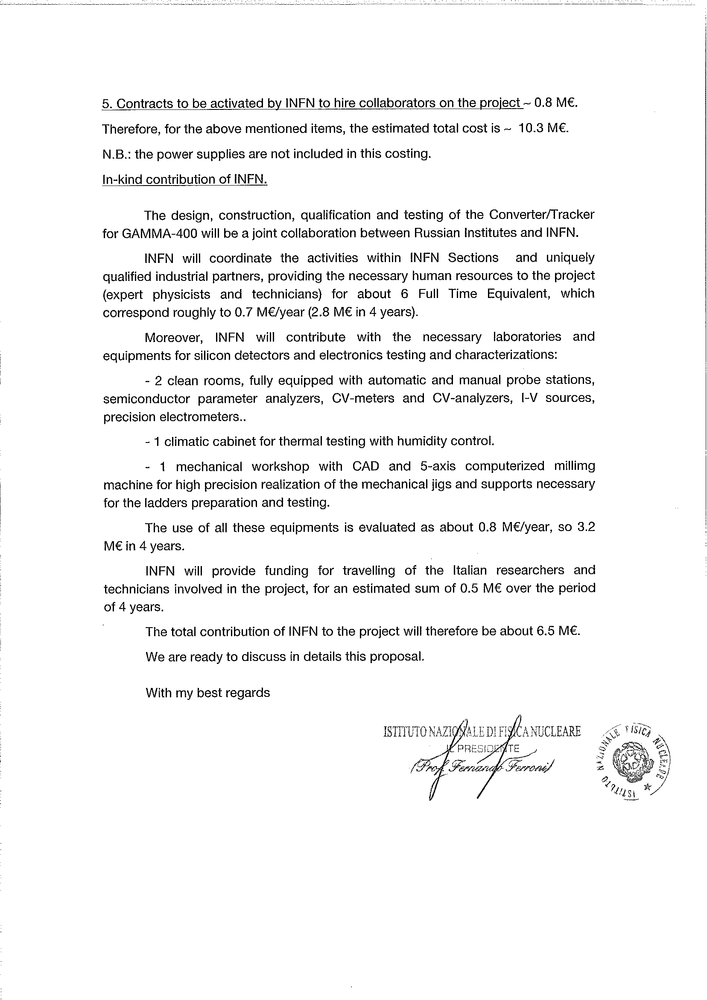 5. Contracts to be activated by INFN to hire collaborators on the project ~ 0.8 M€.
Therefore, for the above mentioned items, the estimated total cost is ~ 10.3 M€.
N.B.: the power supplies are not included in this costing.
In-kind contribution of INFN.
The design, construction, qualification and testing of the Converter/Tracker
for GAMMA-400 will be a joint collaboration between Russian Institutes and INFN.
INFN will coordinate the activities within INFN Sections and uniquely
qualified industrial partners, providing the necessary human resources to the project
(expert physicists and technicians) for about 6 Full Time Equivalent, which
correspond roughly to 0.7 M€/year (2.8 M€ in 4 years).
Moreover, INFN will contribute with the necessary laboratories and
equipments for silicon detectors and electronics testing and characterizations:
- 2 clean rooms, fully equipped with automatic and manual probe stations,
semiconductor parameter analyzers, CV-meters and CV-analyzers, I-V sources,
precision electrometers..
- 1 climatic cabinet for thermal testing with humidity control.
- 1 mechanical workshop with CAD and 5-axis computerized millimg
machine for high precision realization of the mechanical jigs and supports necessary
for the ladders preparation and testing.
The use of all these equipments is evaluated as about 0.8 M€/year, so 3.2
M€ in 4 years.
INFN will provide funding for travelling of the Italian researchers and
technicians involved in the project, for an estimated sum of 0.5 M€ over the period
of 4 years.
The total contribution of INFN to the project will therefore be about 6.5 M€.
We are ready to discuss in details this proposal.
With my best regards
ISTITUTO NAZIONALE DI FISICA NUCLEARE
IL PRESIDENTE
(Prof. Fernando Ferroni)
ISTITUTO NAZIONALE FISICA NUCLEARE